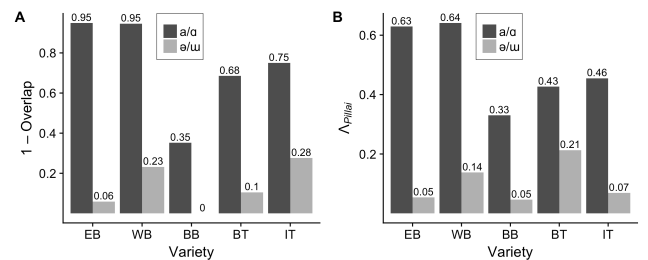 A
1 – Overlap
0.8
0.6
0.4
0.2
0.95
0.06
0.95
0.23
0.35
0
0.68
0.1
0.75
0.28
a/ɑ
ə/ɯ
EB WB BB BT IT
Variety
B
ΛPillai
0.6
0.4
0.2
0.63
0.05
0.64
0.14
0.33
0.05
0.43
0.21
0.46
0.07
a/ɑ
ə/ɯ
EB WB BB BT IT
Variety